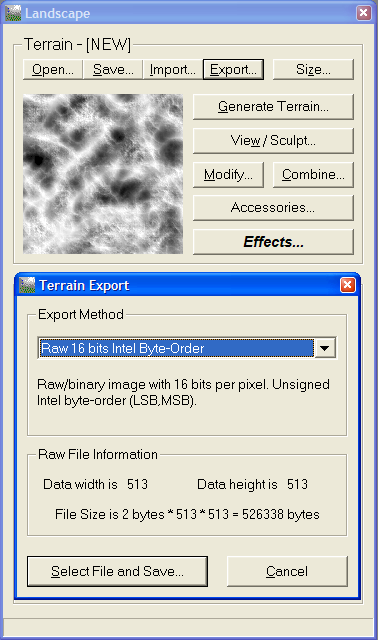 Landscape
Terrain - [NEW]
Open... Save... Import... Export... Size...
Generate Terrain...
View / Sculpt...
Modify... Combine...
Accessories...
Effects...
Terrain Export
Export Method
Raw 16 bits Intel Byte-Order
Raw/binary image with 16 bits per pixel. Unsigned
Intel byte-order (LSB,MSB).
Raw File Information
Data width is 513 Data height is 513
File Size is 2 bytes * 513 * 513 = 526338 bytes
Select File and Save... Cancel